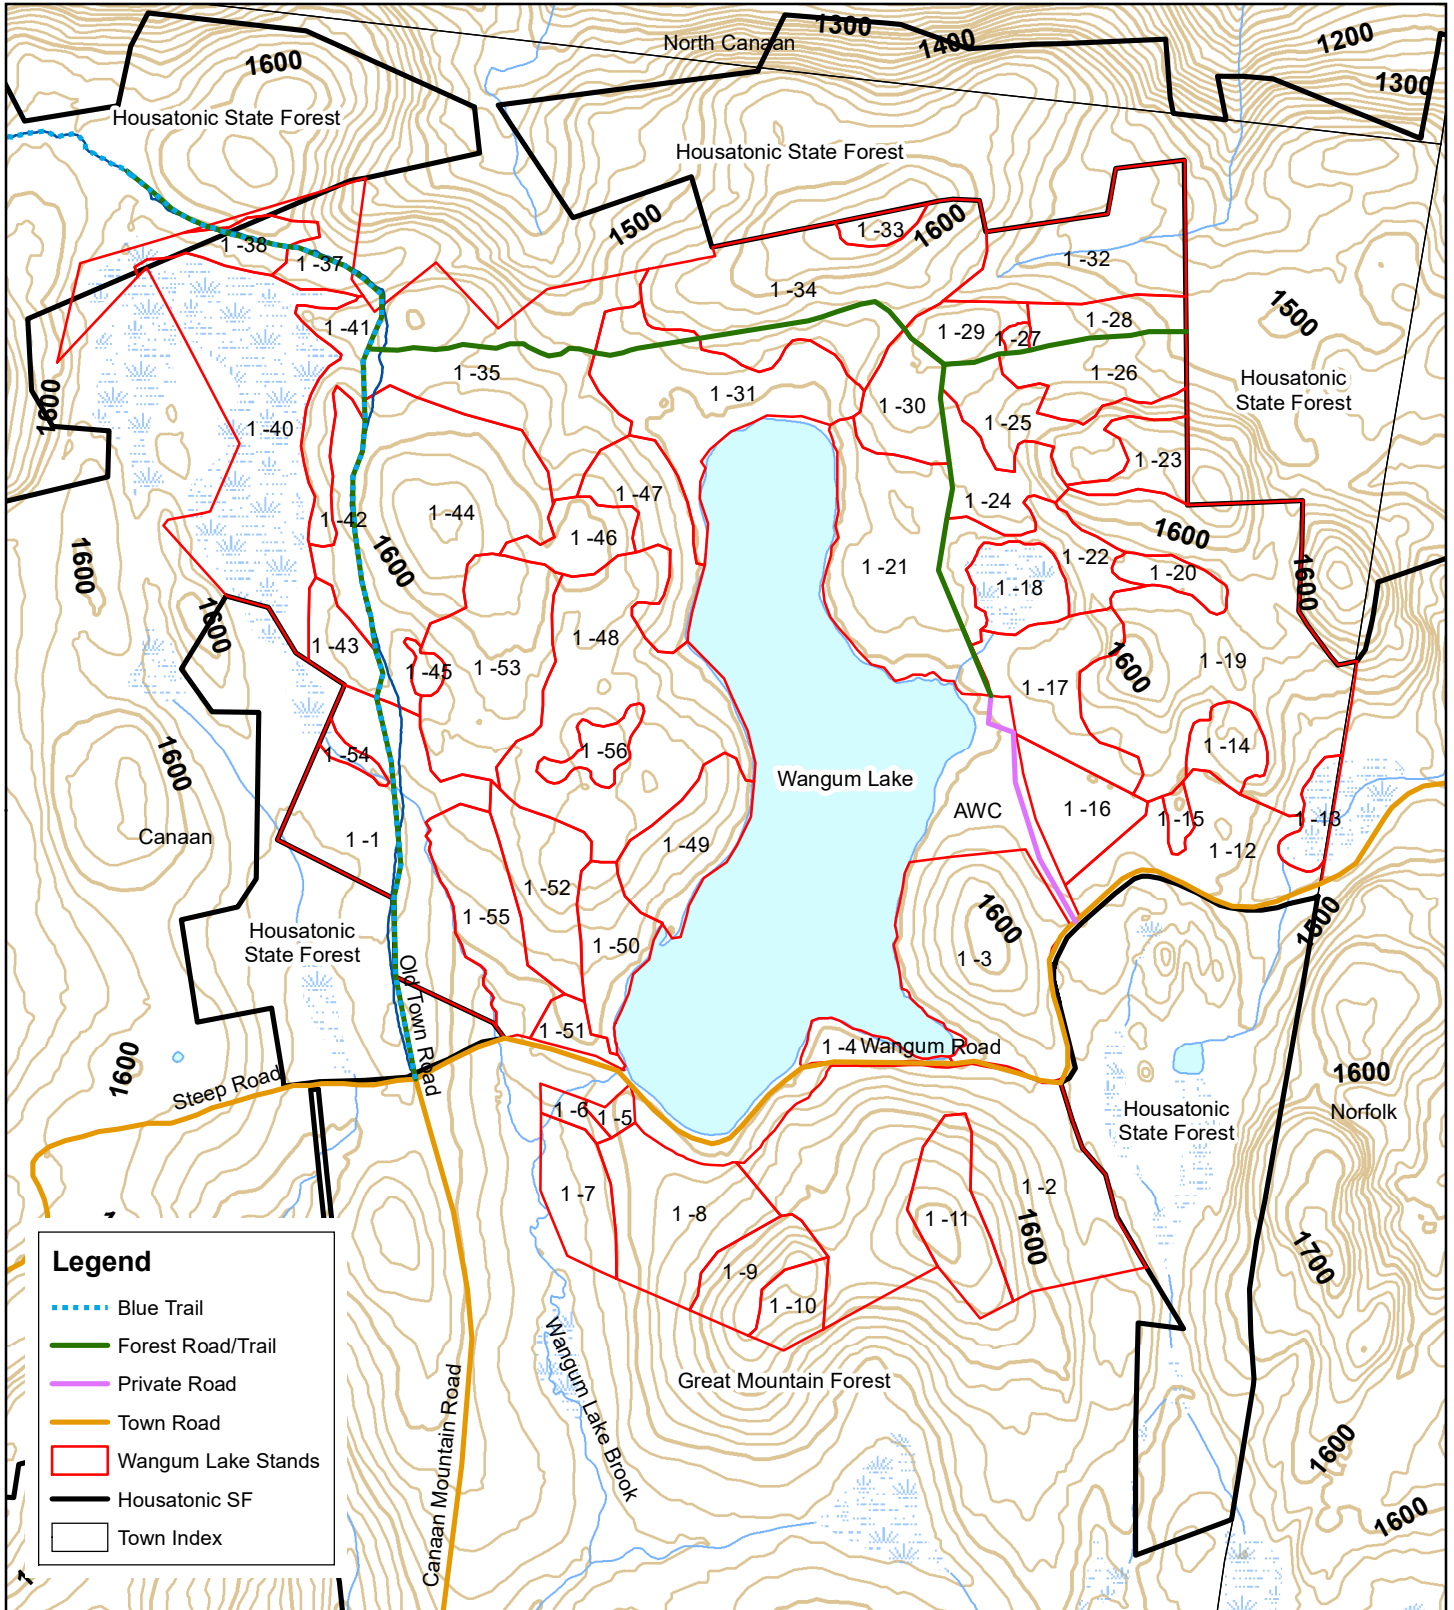 1300
1400
1200
North Canaan
1600
1300
Housatonic State Forest
Housatonic State Forest
1500
1600
1 -33
1 -38
1 -37
1 -32
1 -34
1500
1 -41
1 -29
1 -27
1 -28
1 -35
1 -26
Housatonic
State Forest
1600
1 -31
1 -30
1 -40
1 -25
1 -23
1 -47
1 -24
1 -44
1 -42
1600
1 -46
1600
1600
1 -22
1 -21
1 -20
1 -18
1600
1600
1 -48
1 -43
1 -45
1 -53
1600
1 -19
1 -17
1600
1 -54
1 -56
1 -14
Wangum Lake
AWC
1 -16
1 -15
1 -13
Canaan
1 -1
1 -49
1 -12
1 -52
1 -55
1600
1500
Housatonic
State Forest
1 -50
1 -3
Old Town Road
1 -51
1 -4
Wangum Road
1600
Steep Road
1600
Norfolk
1 -6
1 -5
Housatonic
State Forest
1 -7
1 -8
1 -2
1 -11
1600
1700
1 -9
1 -10
Wangum Lake Brook
Great Mountain Forest
Canaan Mountain Road
1600
1600
Legend
Blue Trail
Forest Road/Trail
Private Road
Town Road
Wangum Lake Stands
Housatonic SF
Town Index